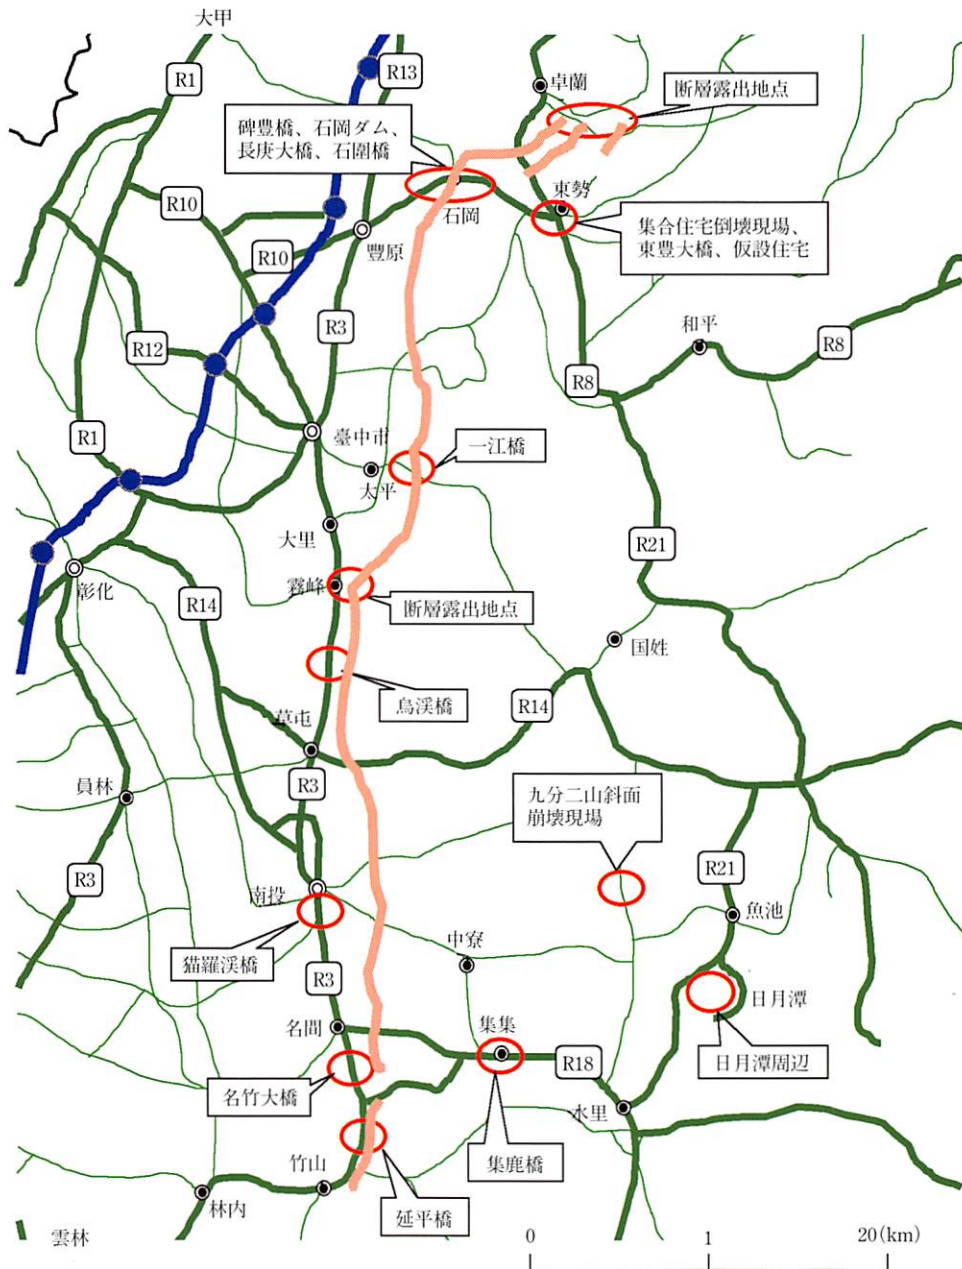 大甲
R1
R13
卓蘭
断層露出地点
碑豊橋、石岡ダム、
長庚大橋、石圍橋
R10
石岡
東勢
集合住宅倒壊現場、
東豊大橋、仮設住宅
R10
豐原
R3
R12
和平
R8
R8
R1
臺中市
一江橋
太平
大里
R21
彰化
R14
霧峰
断層露出地点
国姓
烏渓橋
R14
草屯
R3
員林
九分二山斜面
崩壊現場
R3
R21
南投
魚池
猫羅渓橋
中寮
R3
日月潭
名間
集集
R18
日月潭周辺
名竹大橋
水里
集鹿橋
竹山
林内
延平橋
雲林
0
1
20(km)